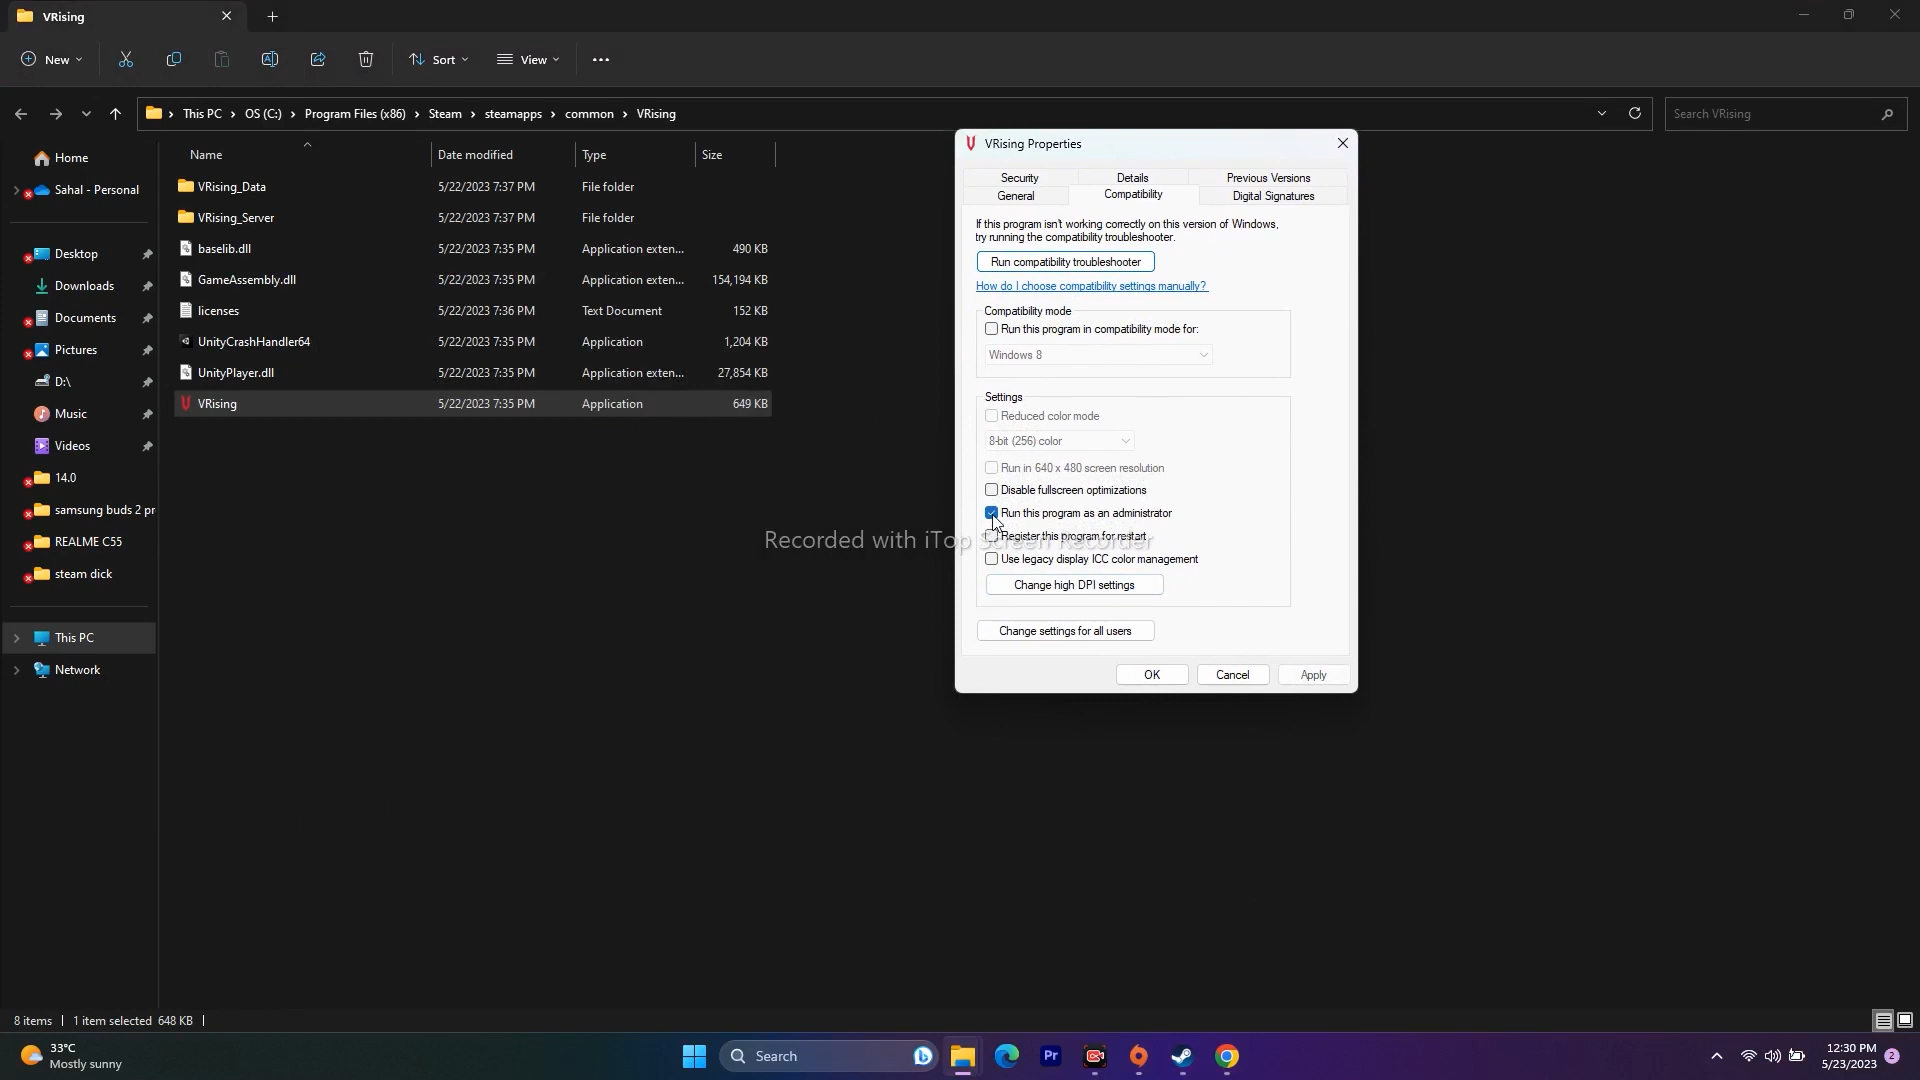 VRising
New
Sort
View
This PC
OS (C:)
Program Files (x86)
Steam
steamapps
common
VRising
Search VRising
Home
Sahal - Personal
Desktop
Downloads
Documents
Pictures
D:\
Music
Videos
14.0
samsung buds 2 pr
REALME C55
steam dick
This PC
Network
Name
Date modified
Type
Size
VRising_Data 5/22/2023 7:37 PM File folder
VRising_Server 5/22/2023 7:37 PM File folder
baselib.dll 5/22/2023 7:35 PM Application exten... 490 KB
GameAssembly.dll 5/22/2023 7:35 PM Application exten... 154,194 KB
licenses 5/22/2023 7:36 PM Text Document 152 KB
UnityCrashHandler64 5/22/2023 7:35 PM Application 1,204 KB
UnityPlayer.dll 5/22/2023 7:35 PM Application exten... 27,854 KB
VRising 5/22/2023 7:35 PM Application 649 KB
VRising Properties
Security
Details
Previous Versions
General
Compatibility
Digital Signatures
If this program isn't working correctly on this version of Windows,
try running the compatibility troubleshooter.
Run compatibility troubleshooter
How do I choose compatibility settings manually?
Compatibility mode
Run this program in compatibility mode for:
Windows 8
Settings
Reduced color mode
8-bit (256) color
Run in 640 x 480 screen resolution
Disable fullscreen optimizations
Run this program as an administrator
Register this program for restart
Use legacy display ICC color management
Change high DPI settings
Change settings for all users
OK
Cancel
Apply
Recorded with iTop Screen Recorder
8 items
1 item selected 648 KB
33°C
Mostly sunny
Search
Pr
12:30 PM
5/23/2023
2